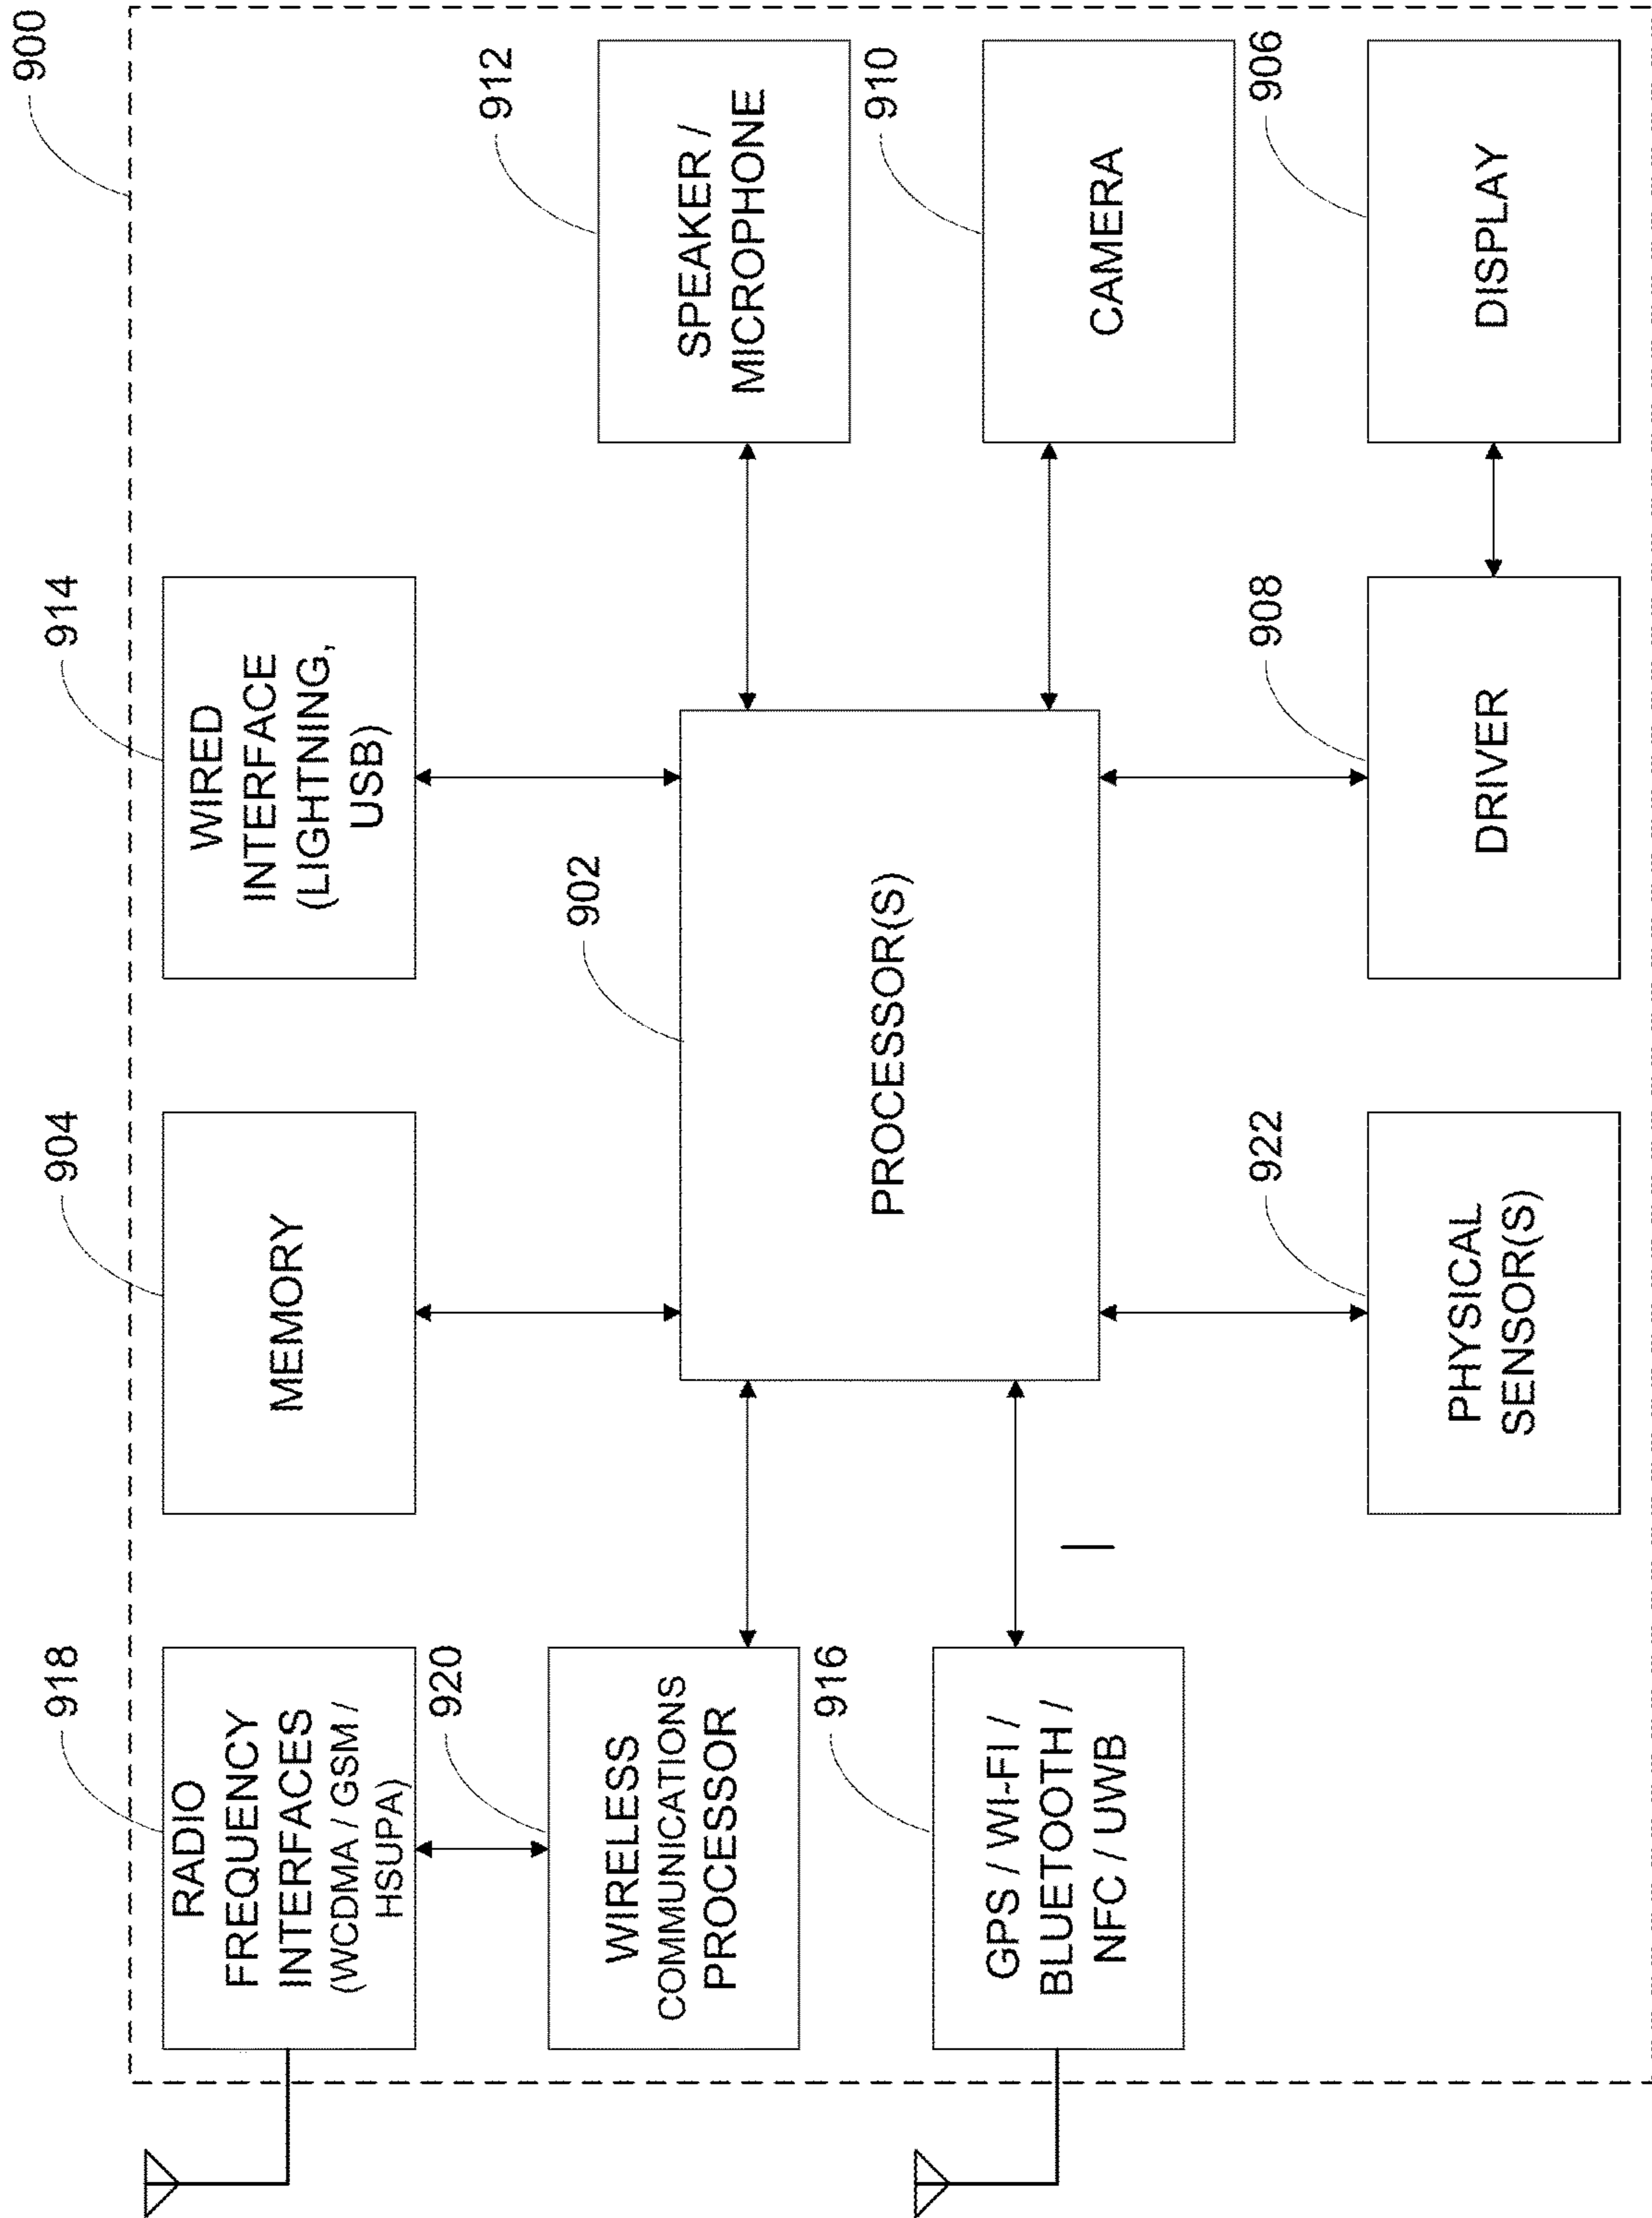 900
918
RADIO
FREQUENCY
INTERFACES
(WCDMA / GSM /
HSUPA)
904
MEMORY
914
WIRED
INTERFACE
(LIGHTNING,
USB)
920
WIRELESS
COMMUNICATIONS
PROCESSOR
902
PROCESSOR(S)
912
SPEAKER /
MICROPHONE
916
GPS / WI-FI /
BLUETOOTH /
NFC / UWB
910
CAMERA
922
PHYSICAL
SENSOR(S)
908
DRIVER
906
DISPLAY